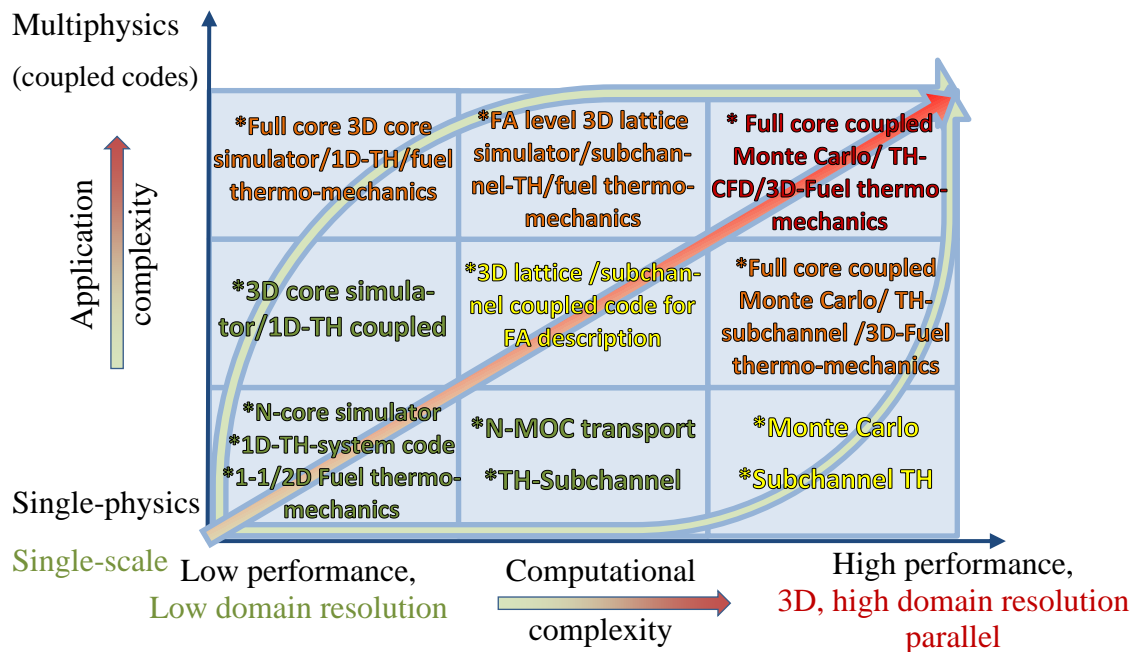 Multiphysics
(coupled codes)
Application
complexity
*Full core 3D core
simulator/1D-TH/fuel
thermo-mechanics
*FA level 3D lattice
simulator/subchan-
nel-TH/fuel thermo-
mechanics
* Full core coupled
Monte Carlo/ TH-
CFD/3D-Fuel thermo-
mechanics
*3D core simula-
tor/1D-TH coupled
*3D lattice /subchan-
nel coupled code for
FA description
*Full core coupled
Monte Carlo/ TH-
subchannel /3D-Fuel
thermo-mechanics
*N-core simulator
*1D-TH-system code
*1-1/2D Fuel thermo-
mechanics
*N-MOC transport
*TH-Subchannel
*Monte Carlo
*Subchannel TH
Single-physics
Single-scale
Low performance,
Low domain resolution
Computational
complexity
High performance,
3D, high domain resolution
parallel